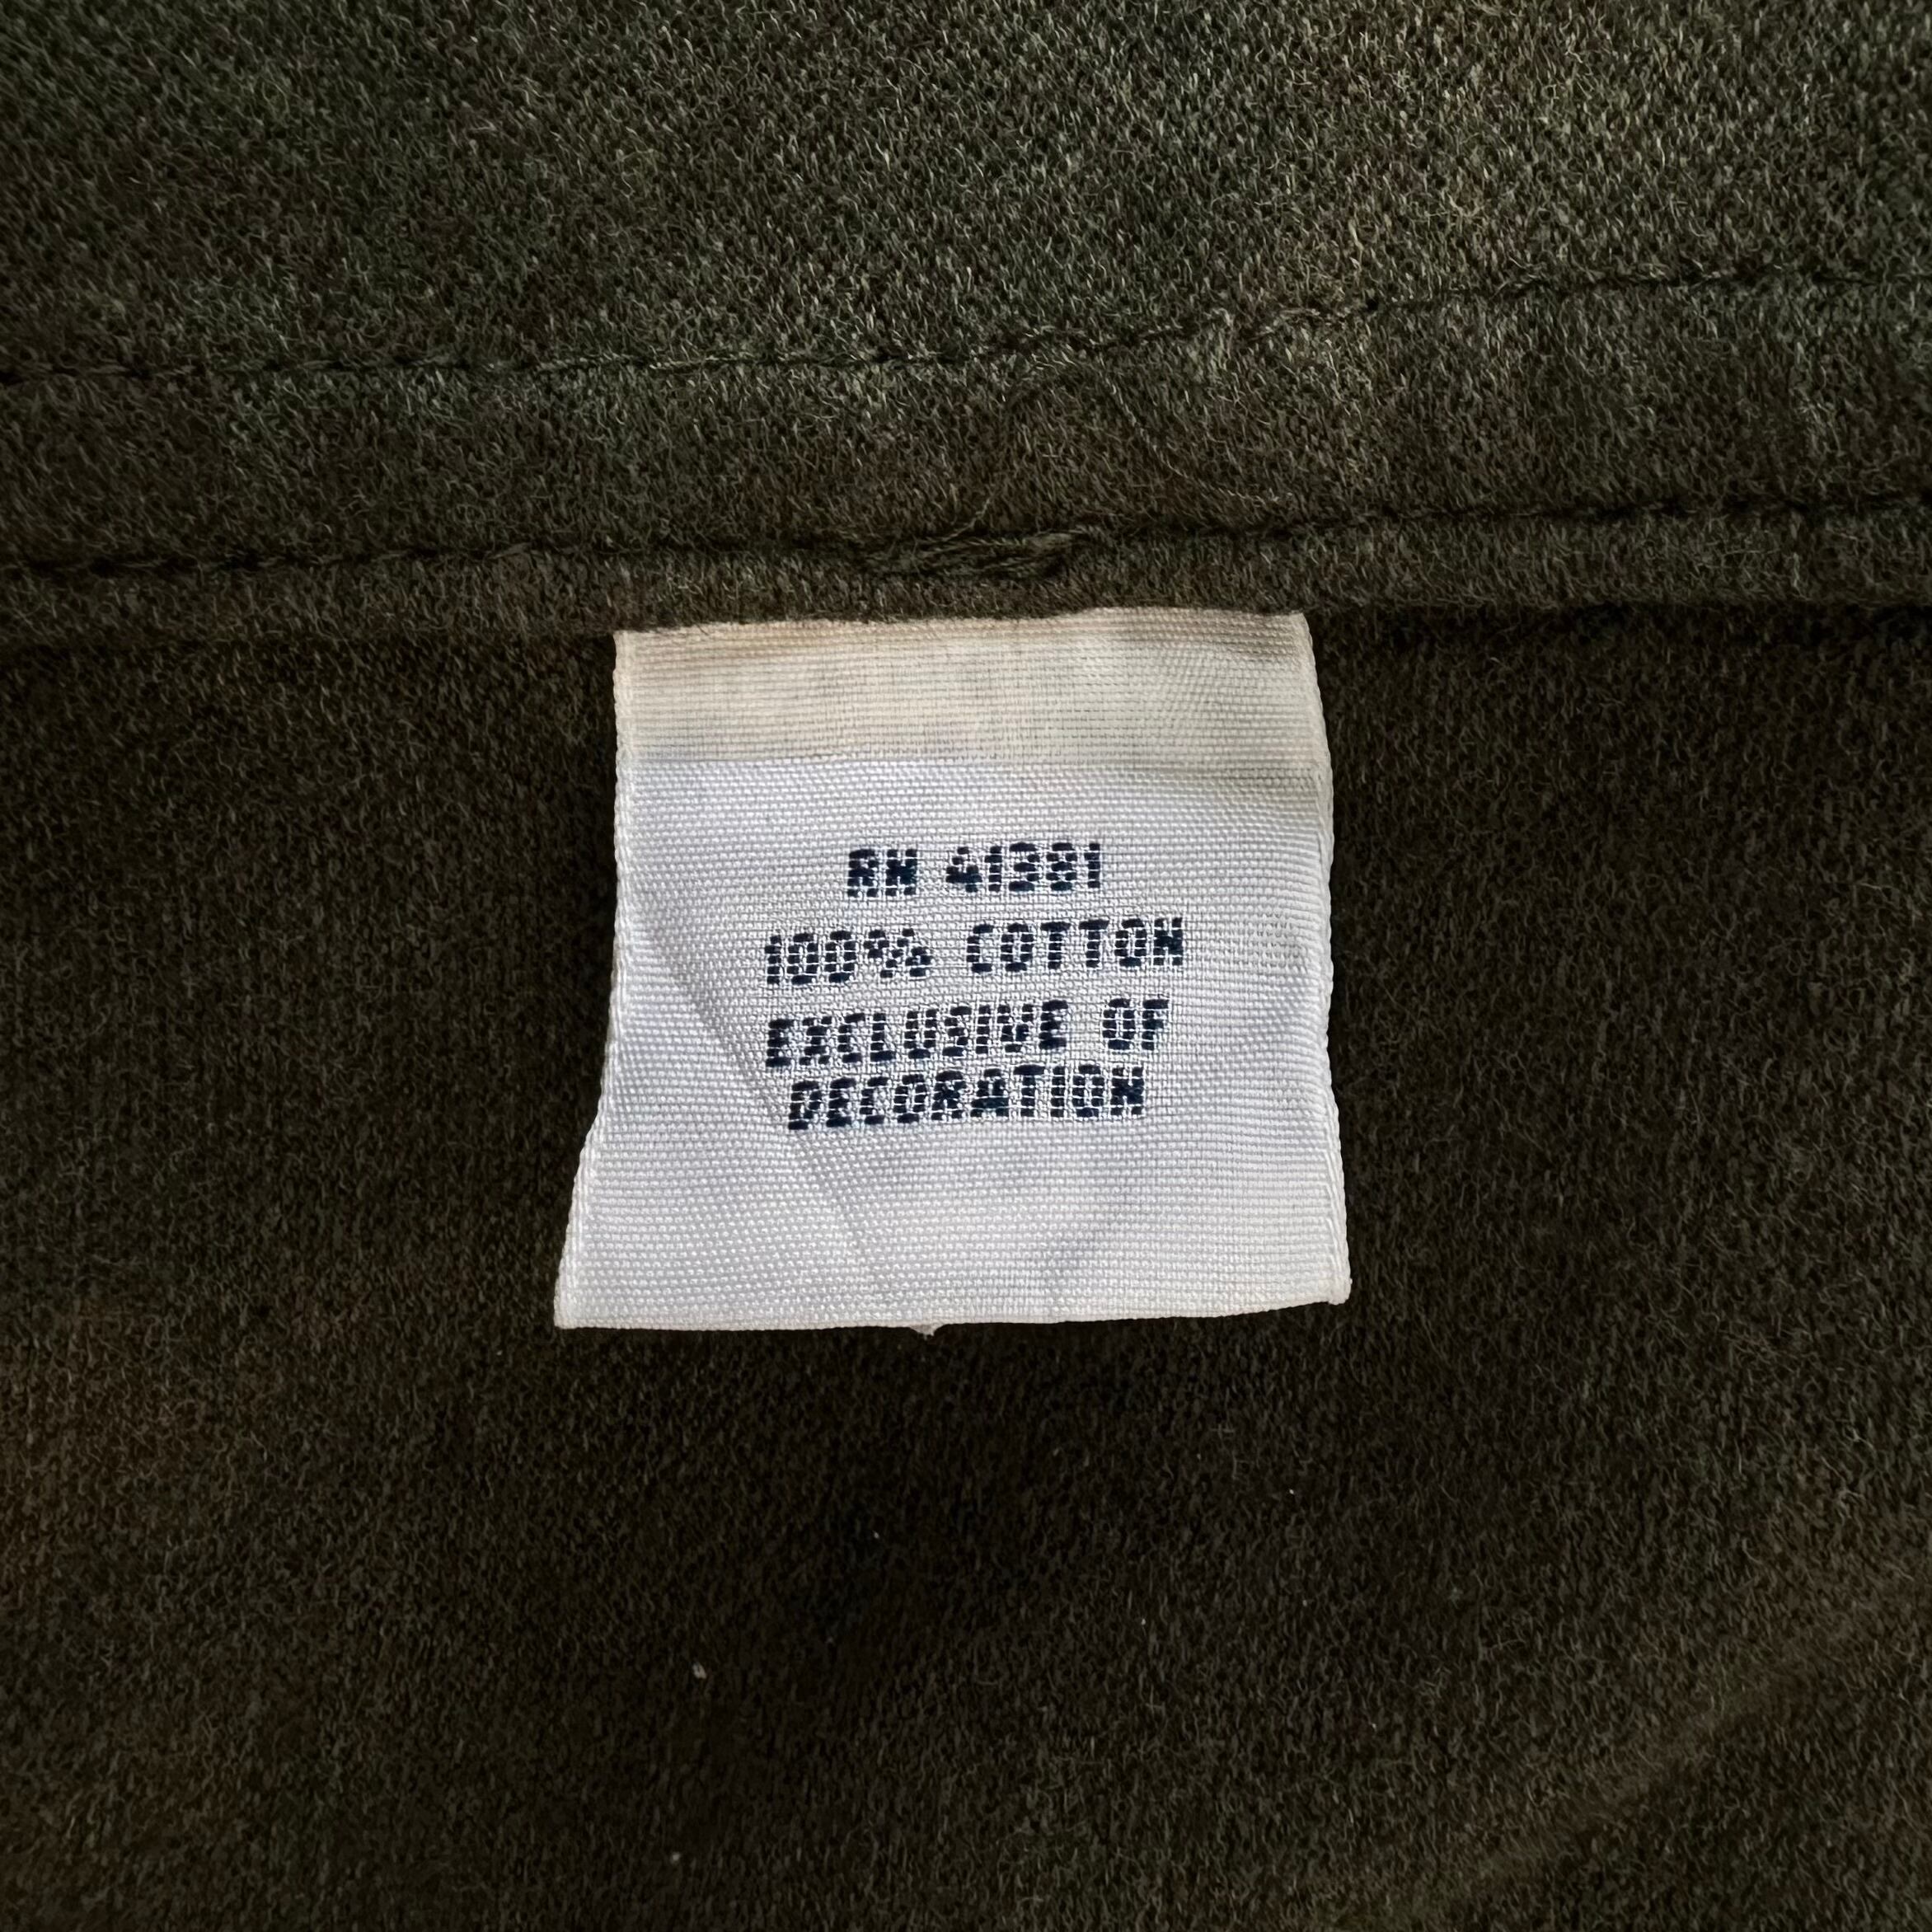 RN 41381
100% COTTON
EXCLUSIVE OF
DECORATION